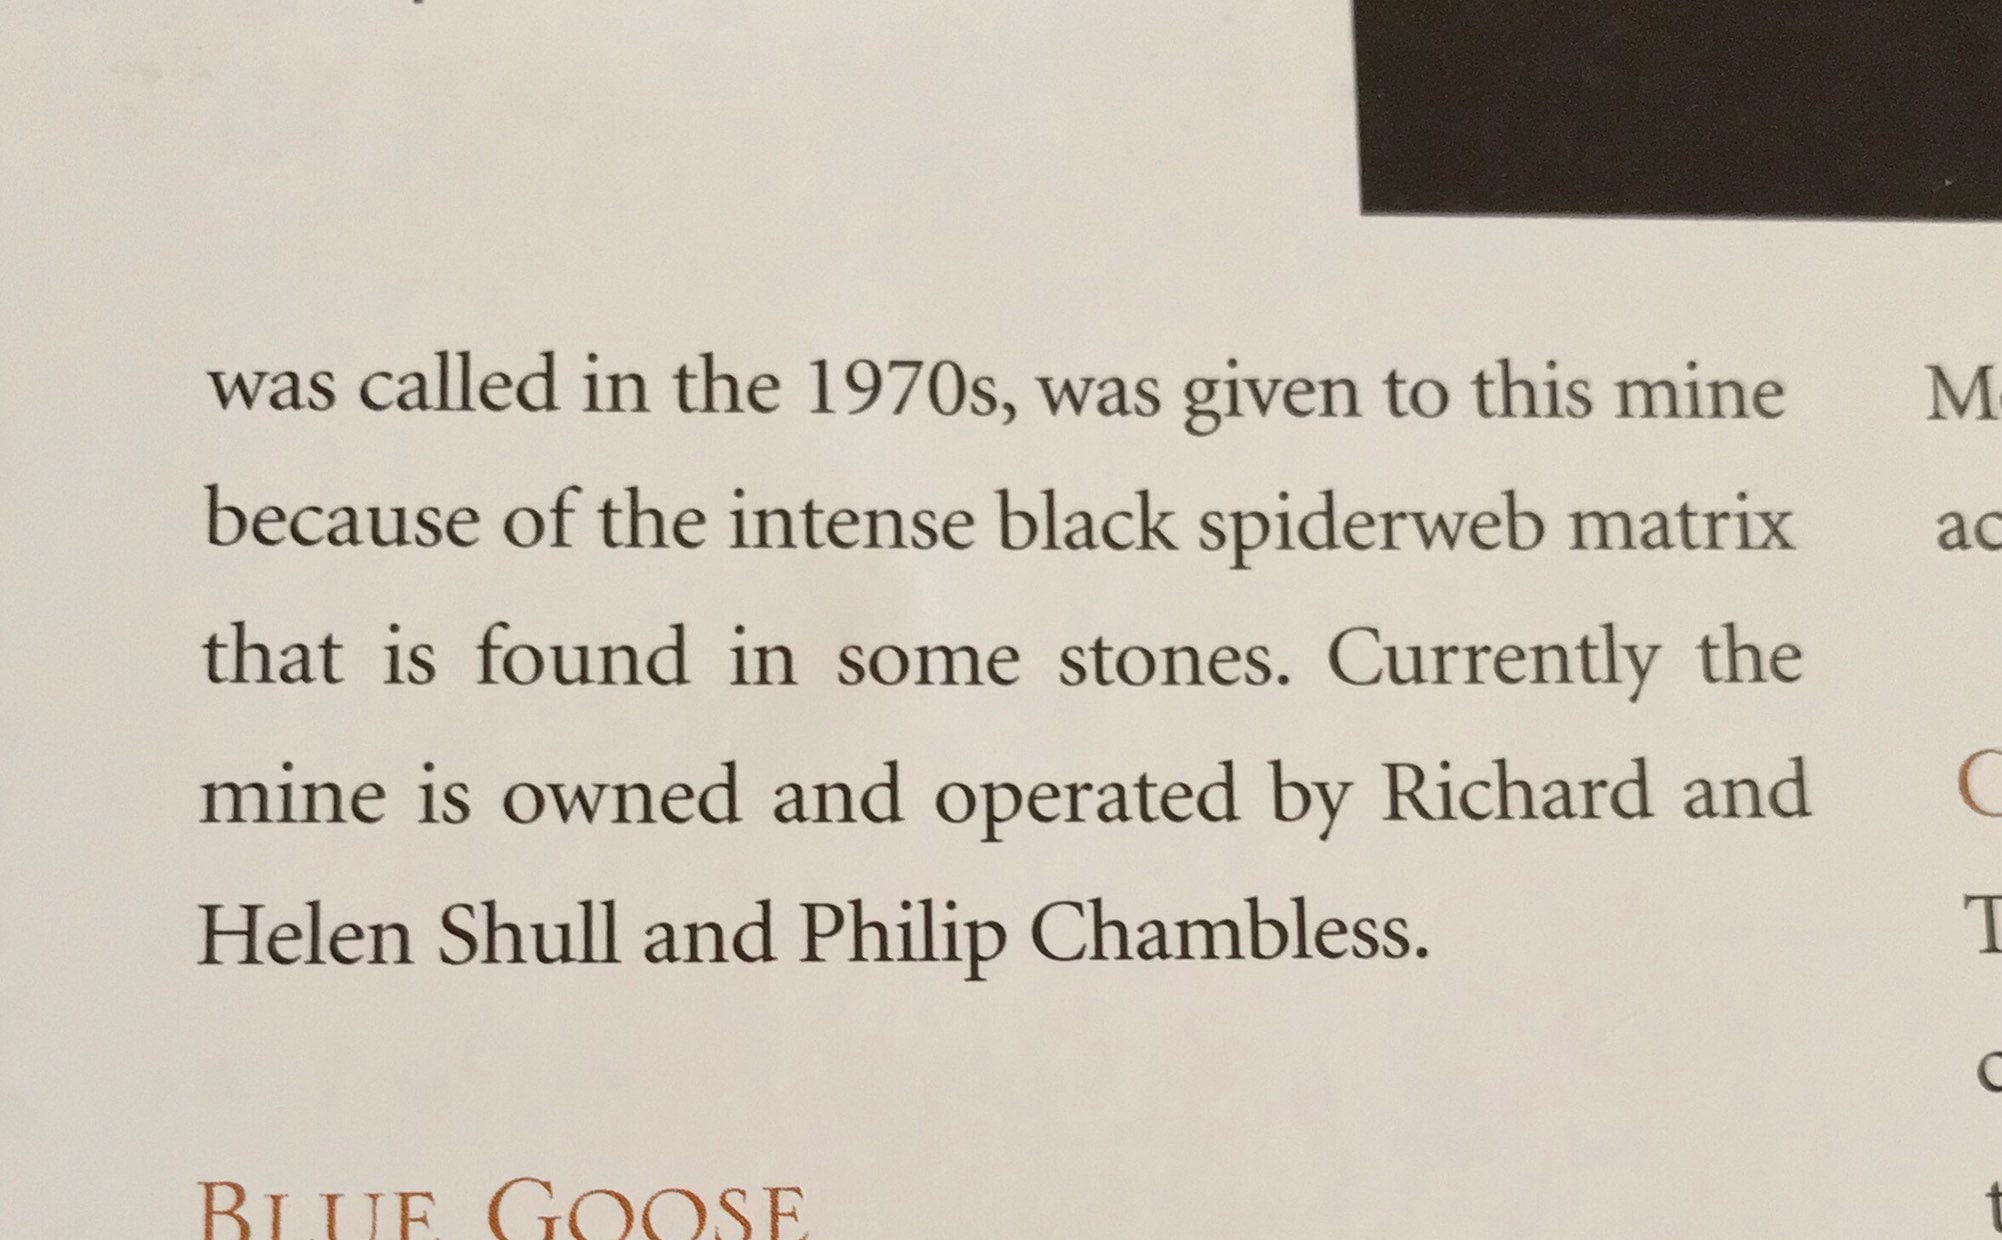 was called in the 1970s, was given to this mine
because of the intense black spiderweb matrix
that is found in some stones. Currently the
mine is owned and operated by Richard and
Helen Shull and Philip Chambless.
BLUE GOOSE